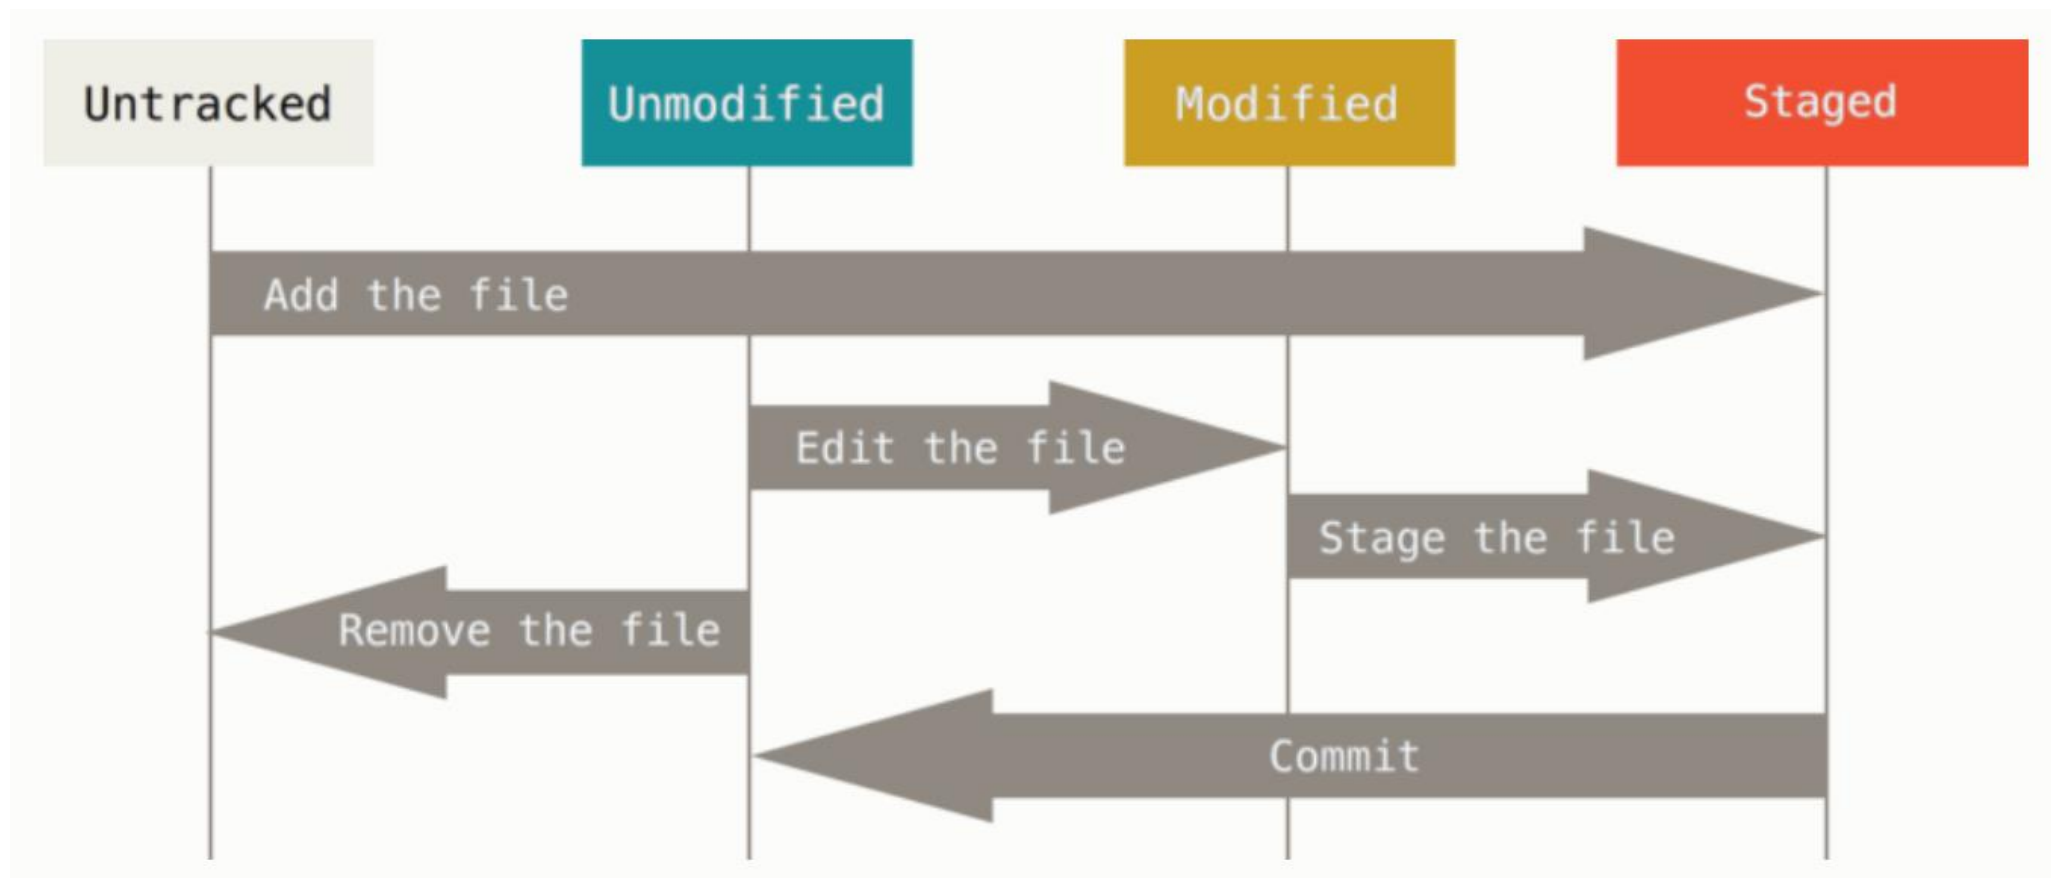 Untracked
Unmodified
Modified
Staged
Add the file
Edit the file
Stage the file
Remove the file
Commit